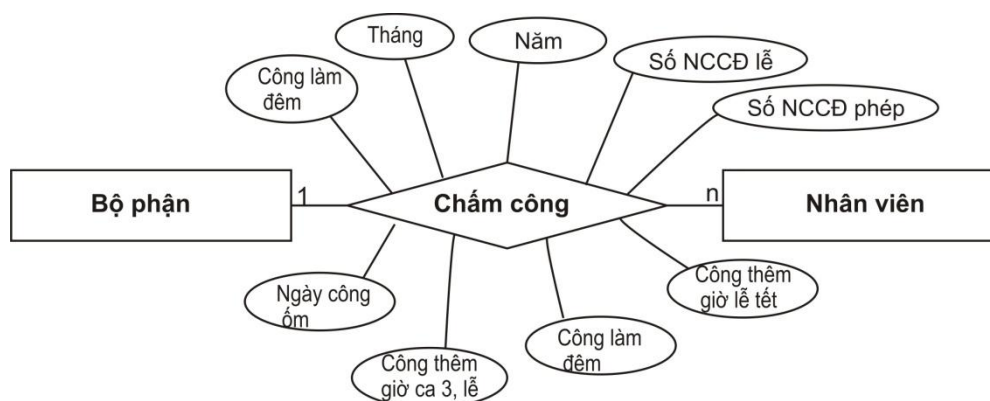 Tháng
Năm
Số NCCĐ lễ
Công làm
đêm
Số NCCĐ phép
Bộ phận
1
Chấm công
n
Nhân viên
Ngày công
ốm
Công thêm
giờ ca 3, lễ
Công làm
đêm
Công thêm
giờ lễ tết